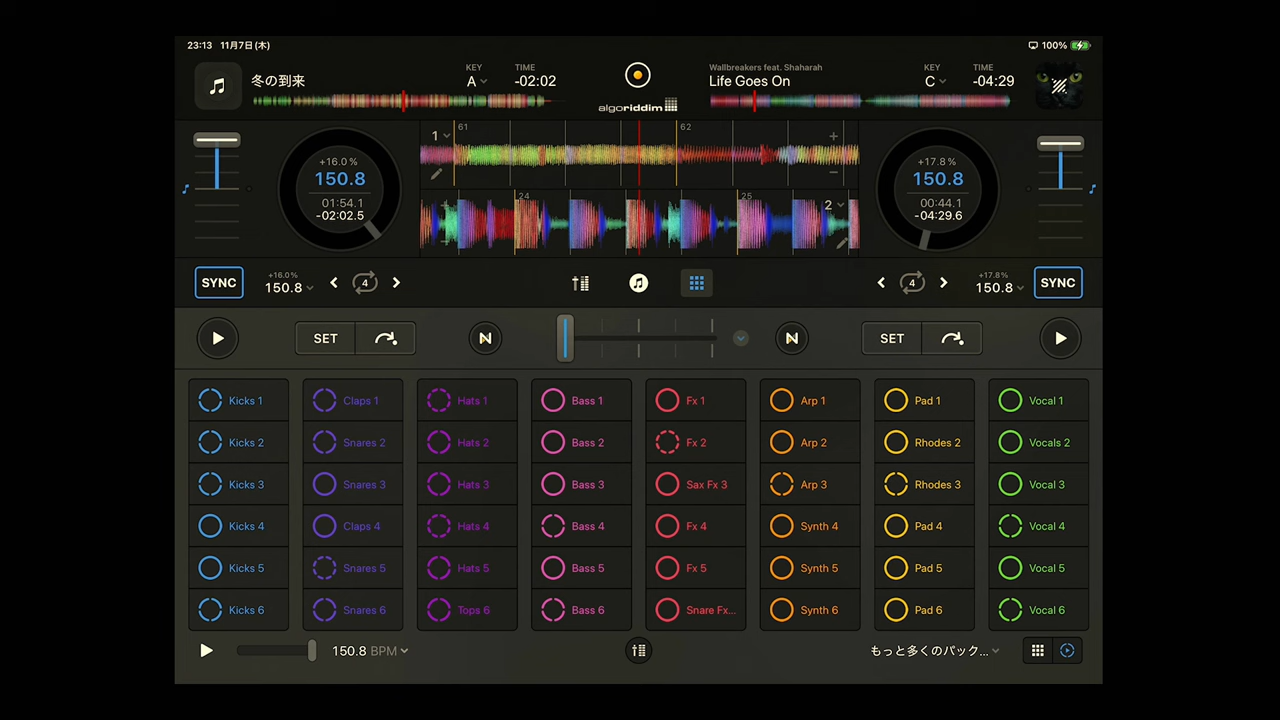 23:13 11月7日(木)
100%
冬の到来
KEY
A
TIME
-02:02
algoriddim
Wallbreakers feat. Shaharah
Life Goes On
KEY
C
TIME
-04:29
+16.0%
150.8
01:54.1
-02:02.5
1
61
62
24
25
2
+17.8%
150.8
00:44.1
-04:29.6
SYNC
+16.0%
150.8
4
4
+17.8%
150.8
SYNC
SET
N
N
SET
Kicks 1 Claps 1 Hats 1 Bass 1 Fx 1 Arp 1 Pad 1 Vocal 1
Kicks 2 Snares 2 Hats 2 Bass 2 Fx 2 Arp 2 Rhodes 2 Vocals 2
Kicks 3 Snares 3 Hats 3 Bass 3 Sax Fx 3 Arp 3 Rhodes 3 Vocal 3
Kicks 4 Claps 4 Hats 4 Bass 4 Fx 4 Synth 4 Pad 4 Vocal 4
Kicks 5 Snares 5 Hats 5 Bass 5 Fx 5 Synth 5 Pad 5 Vocal 5
Kicks 6 Snares 6 Tops 6 Bass 6 Snare Fx... Synth 6 Pad 6 Vocal 6
150.8 BPM
もっと多くのパック...